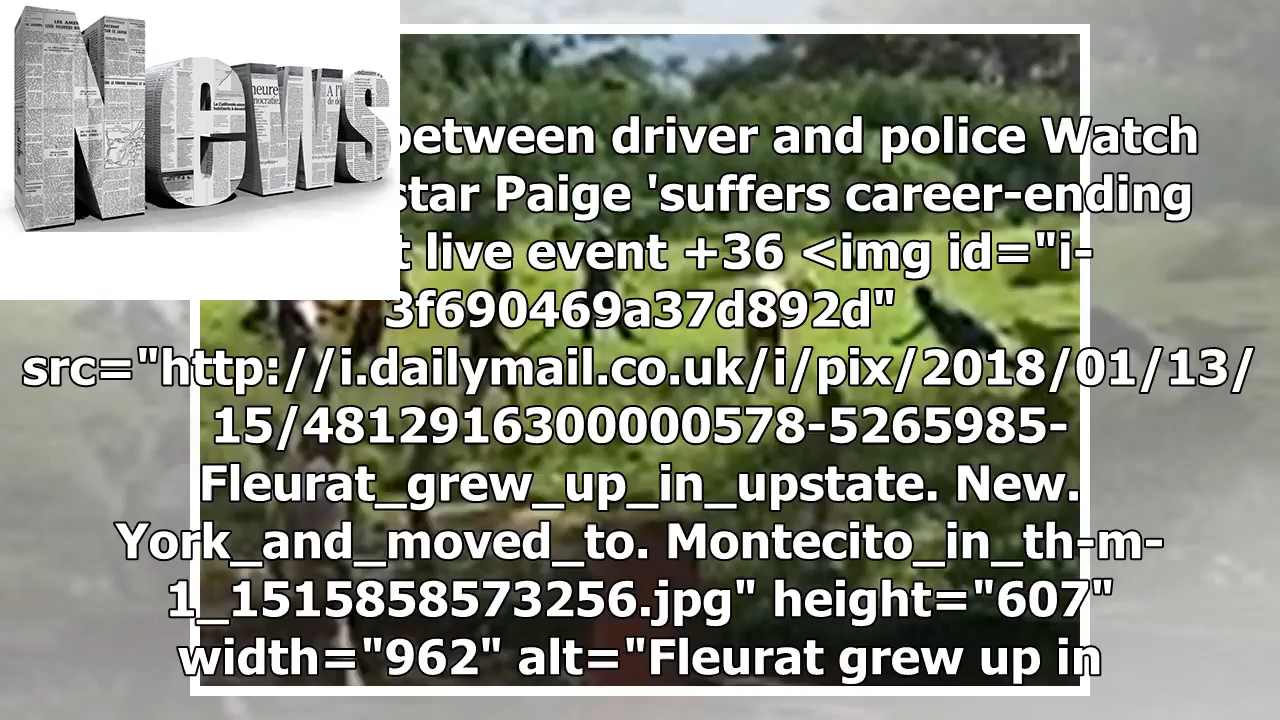 News
between driver and police Watch
star Paige 'suffers career-ending
t live event +36 <img id="i-
3f690469a37d892d"
src="http://i.dailymail.co.uk/i/pix/2018/01/13/
15/4812916300000578-5265985-
Fleurat_grew_up_in_upstate. New.
York_and_moved_to. Montecito_in_th-m-
1_1515858573256.jpg" height="607"
width="962" alt="Fleurat grew up in